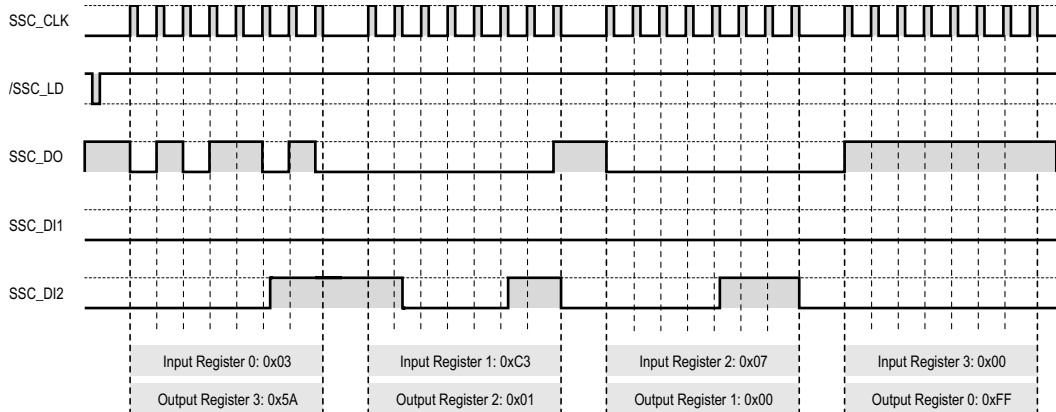 SSC_CLK
/SSC_LD
SSC_DO
SSC_DI1
SSC_DI2
Input Register 0: 0x03 Input Register 1: 0xC3 Input Register 2: 0x07 Input Register 3: 0x00
Output Register 3: 0x5A Output Register 2: 0x01 Output Register 1: 0x00 Output Register 0: 0xFF